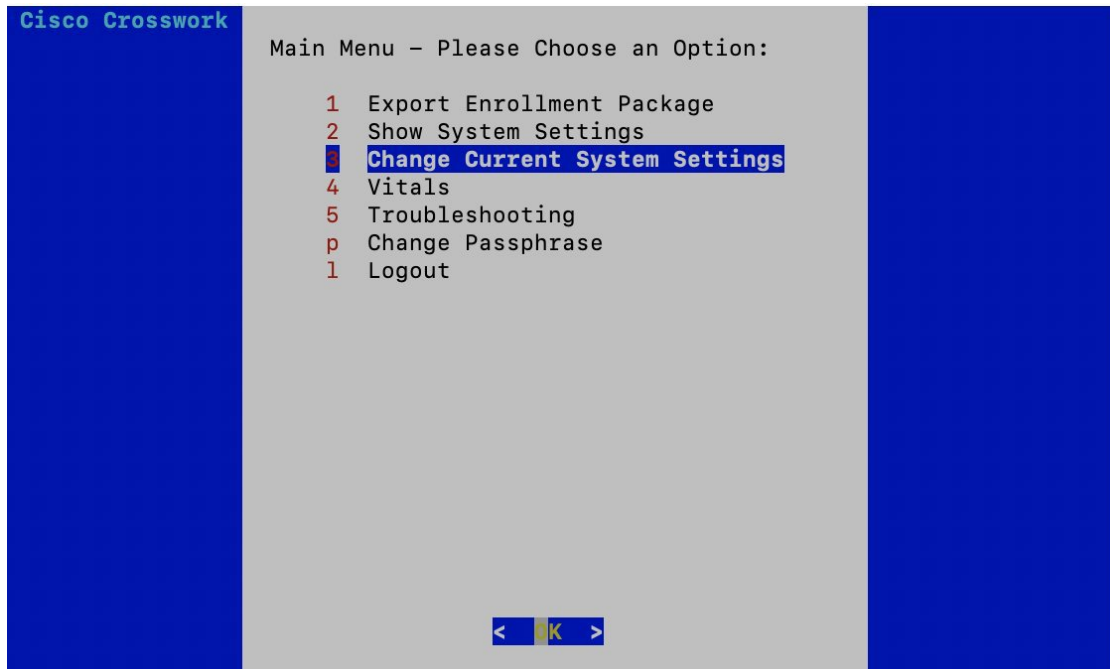 Cisco Crosswork
Main Menu – Please Choose an Option:
1 Export Enrollment Package
2 Show System Settings
3 Change Current System Settings
4 Vitals
5 Troubleshooting
p Change Passphrase
l Logout
< OK >